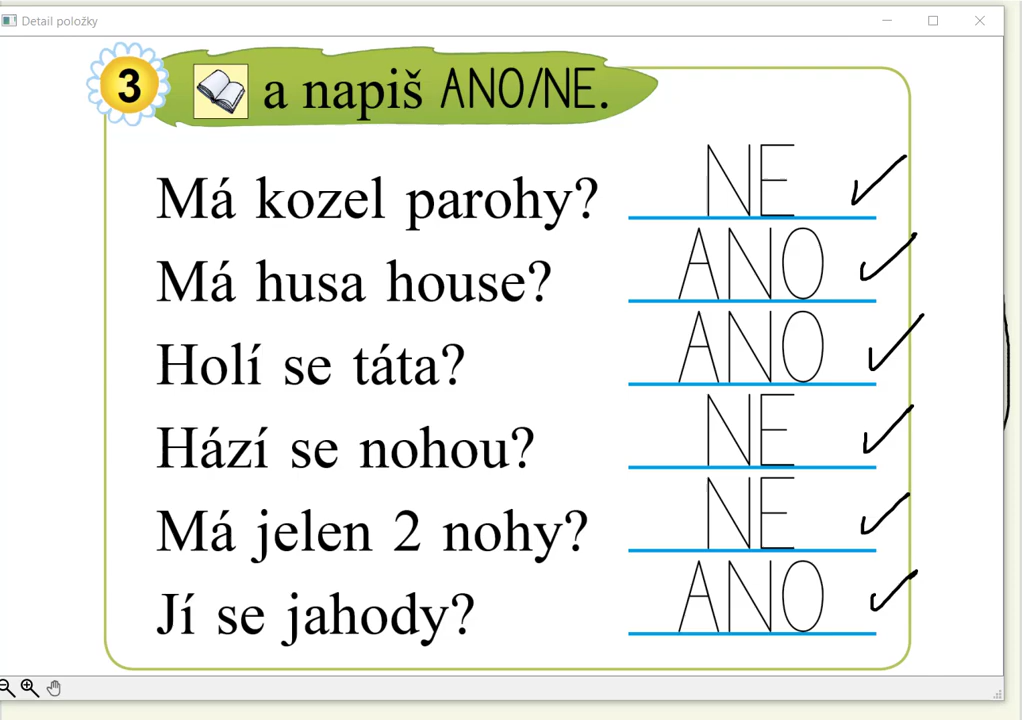 Detail položky
3 a napiš ANO/NE.
Má kozel parohy? NE
Má husa house? ANO
Holí se táta? ANO
Hází se nohou? NE
Má jelen 2 nohy? NE
Jí se jahody? ANO